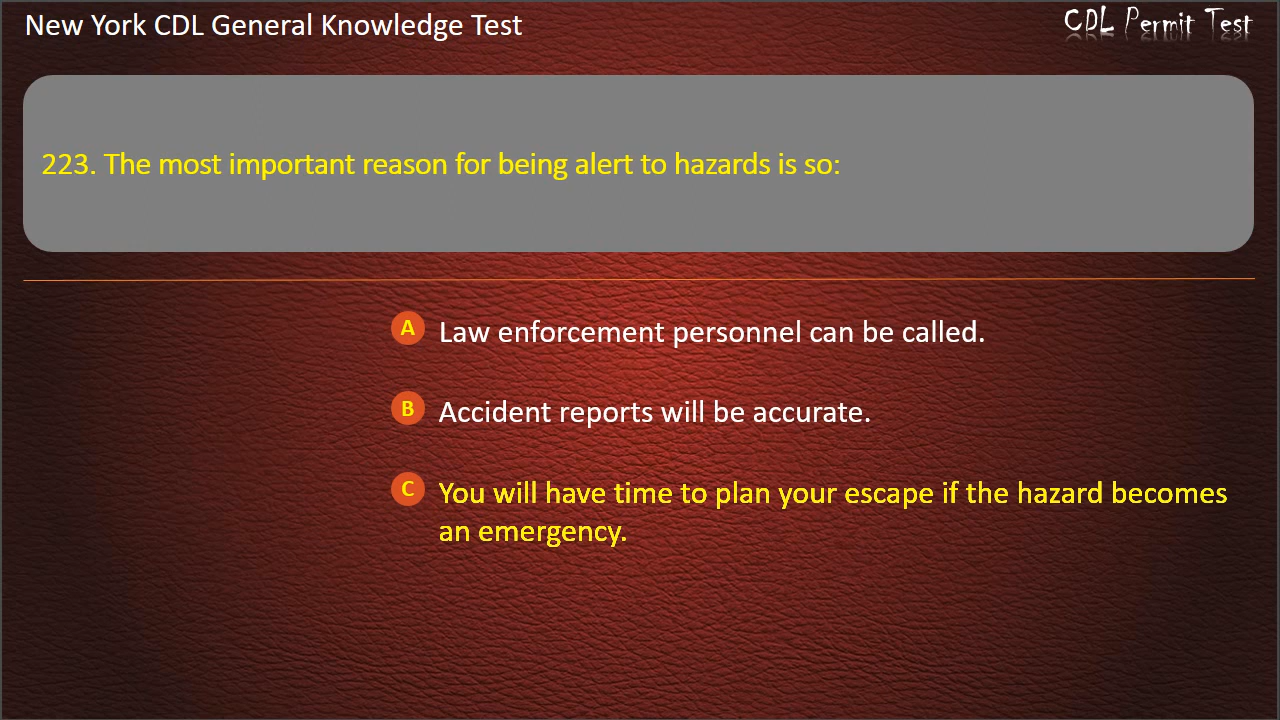 New York CDL General Knowledge Test
CDL Permit Test
223. The most important reason for being alert to hazards is so:
A Law enforcement personnel can be called.
B Accident reports will be accurate.
C You will have time to plan your escape if the hazard becomes
an emergency.